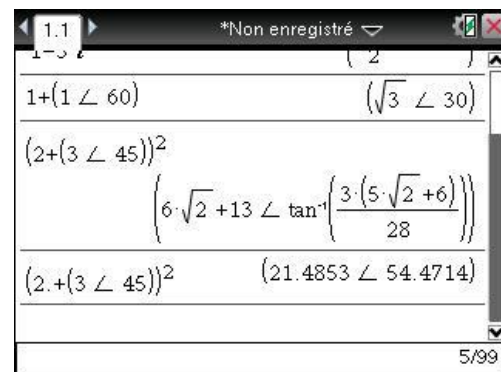 1.1
*Non enregistré
1+(1 ∠ 60) (√3 ∠ 30)
(2+(3 ∠ 45))²
(6·√2 +13 ∠ tan⁻¹(3·(5·√2 +6)/28))
(2.+(3 ∠ 45))² (21.4853 ∠ 54.4714)
5/99